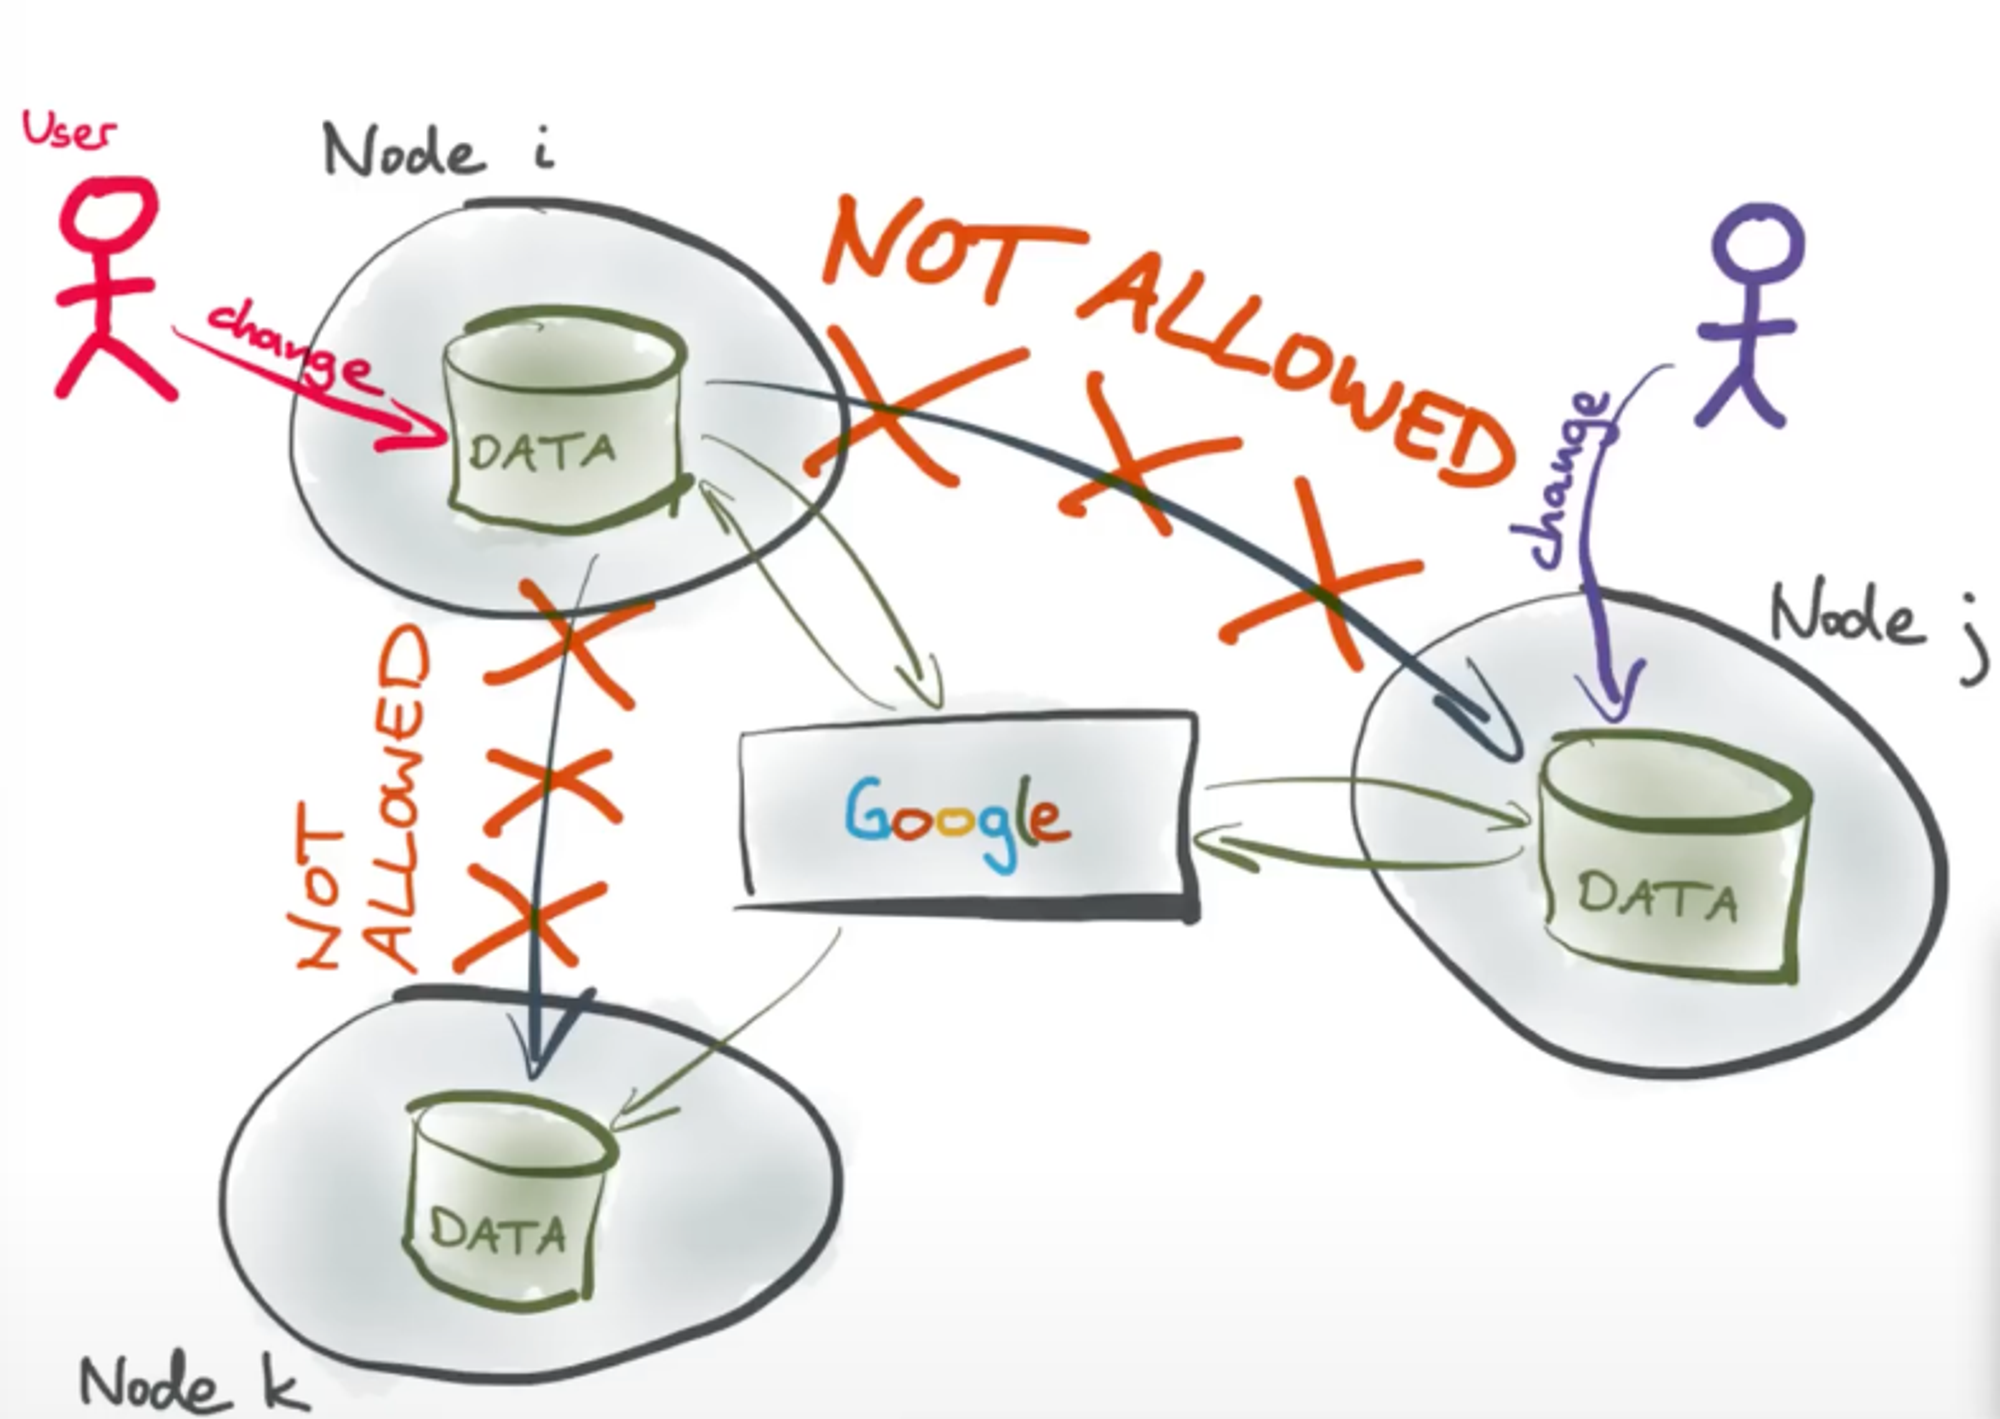 User
Node i
change
DATA
NOT ALLOWED
change
Node j
NOT
ALLOWED
Google
DATA
DATA
Node k